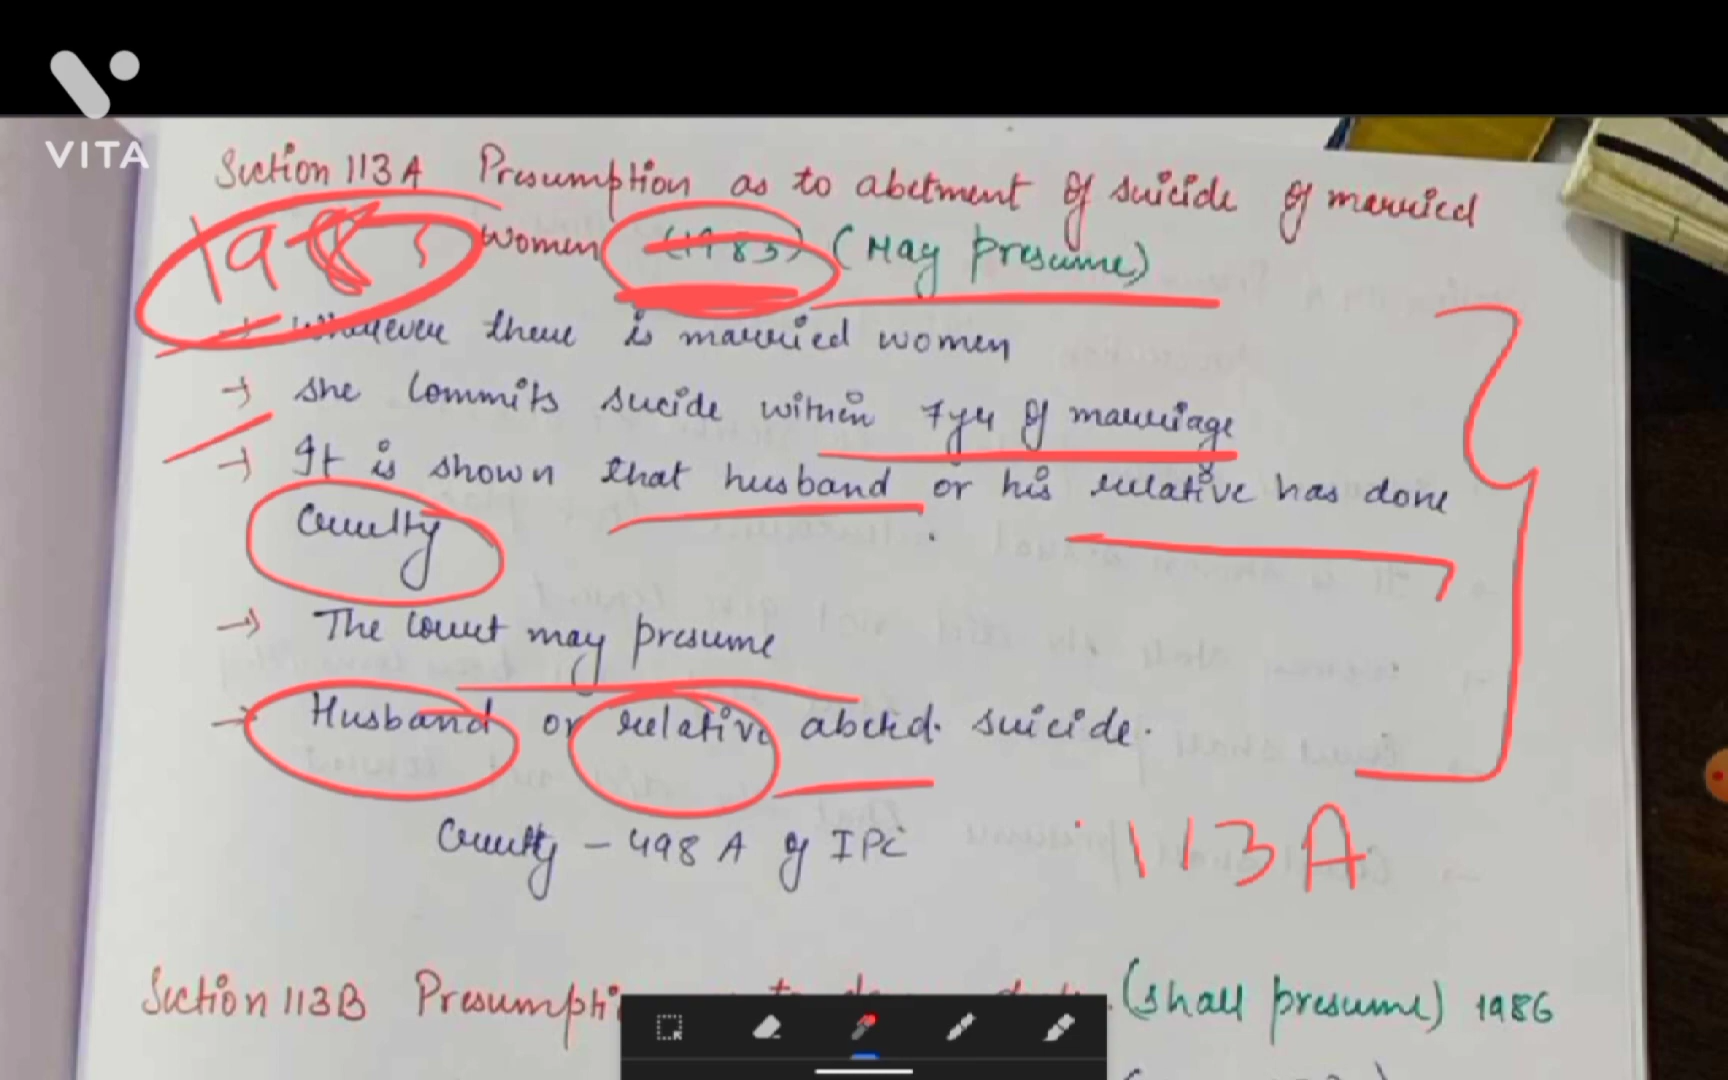 VITA
Section 113A Presumption as to abetment of suicide of married
1983 women (1983) (May presume)
→ whenever there is married women
→ she commits sucide within 7yr of marriage
→ It is shown that husband or his relative has done
cruelty
→ The court may presume
→ Husband or relative abetd. suicide.
Cruelty - 498 A of IPC
113A
Section 113B Presumpti (shall presume) 1986